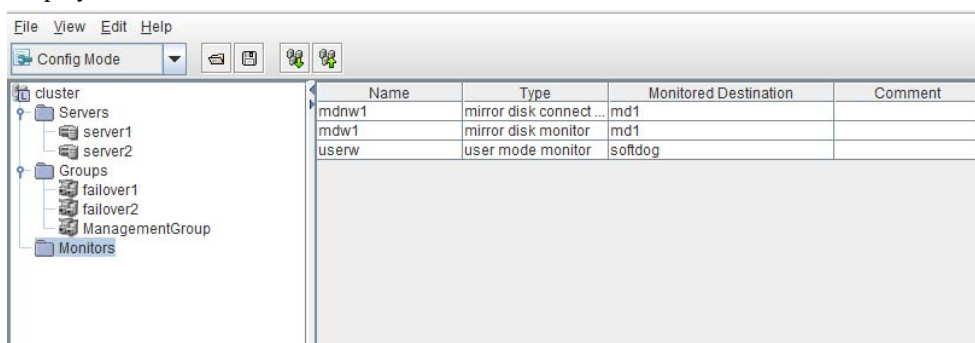 File View Edit Help
Config Mode
cluster
Servers
server1
server2
Groups
failover1
failover2
ManagementGroup
Monitors
Name Type Monitored Destination Comment
mdnw1 mirror disk connect ... md1
mdw1 mirror disk monitor md1
userw user mode monitor softdog